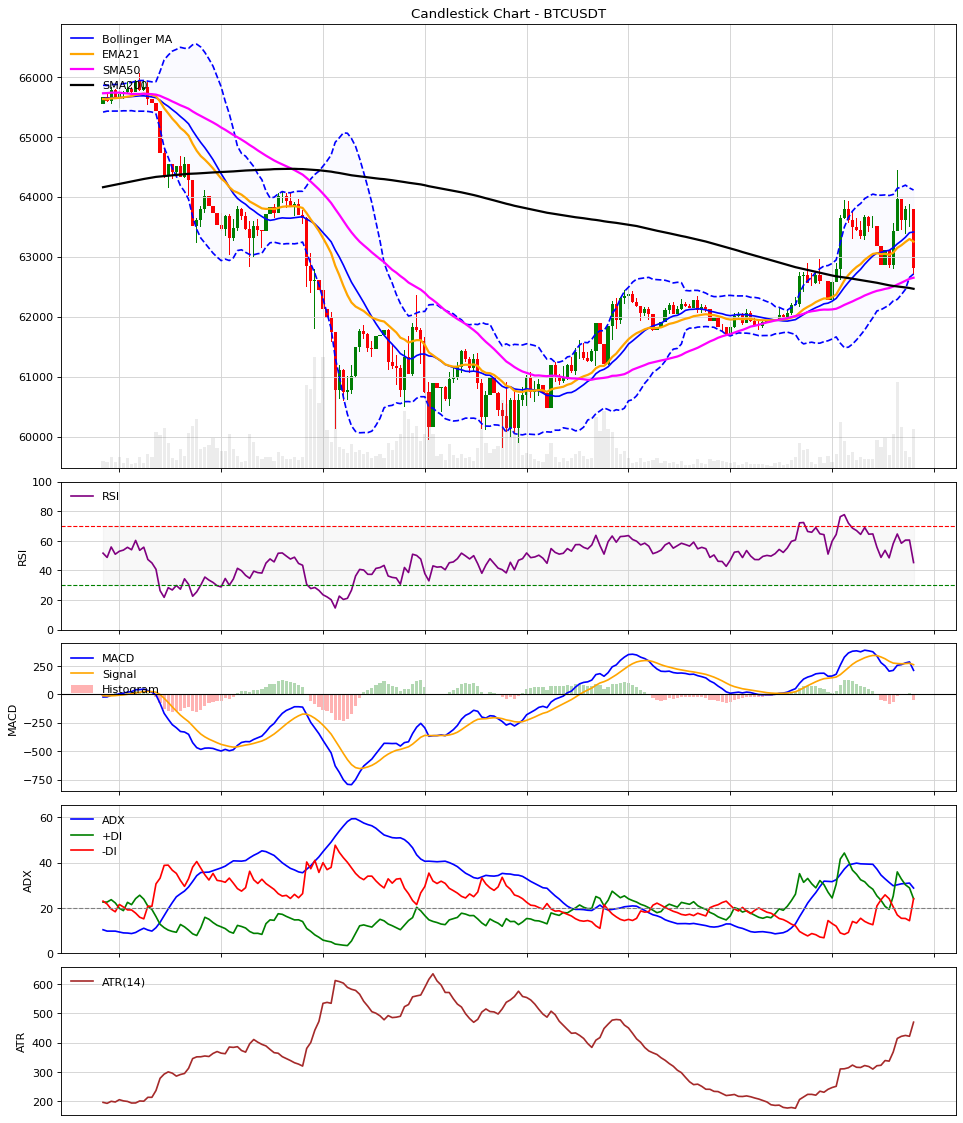 Candlestick Chart - BTCUSDT
Bollinger MA
EMA21
SMA50
SMA200
66000
65000
64000
63000
62000
61000
60000
RSI
100
80
60
40
20
0
RSI
MACD
Signal
Histogram
250
0
−250
−500
−750
MACD
ADX
+DI
-DI
60
40
20
0
ADX
ATR(14)
600
500
400
300
200
ATR